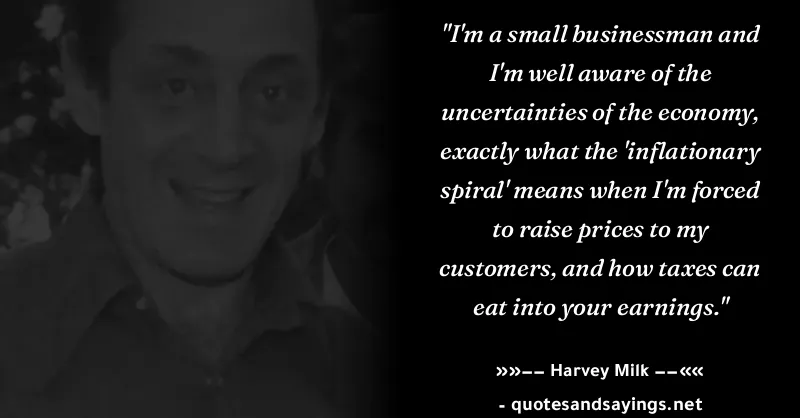 "I'm a small businessman and
I'm well aware of the
uncertainties of the economy,
exactly what the 'inflationary
spiral' means when I'm forced
to raise prices to my
customers, and how taxes can
eat into your earnings."
»»−− Harvey Milk −−««
- quotesandsayings.net